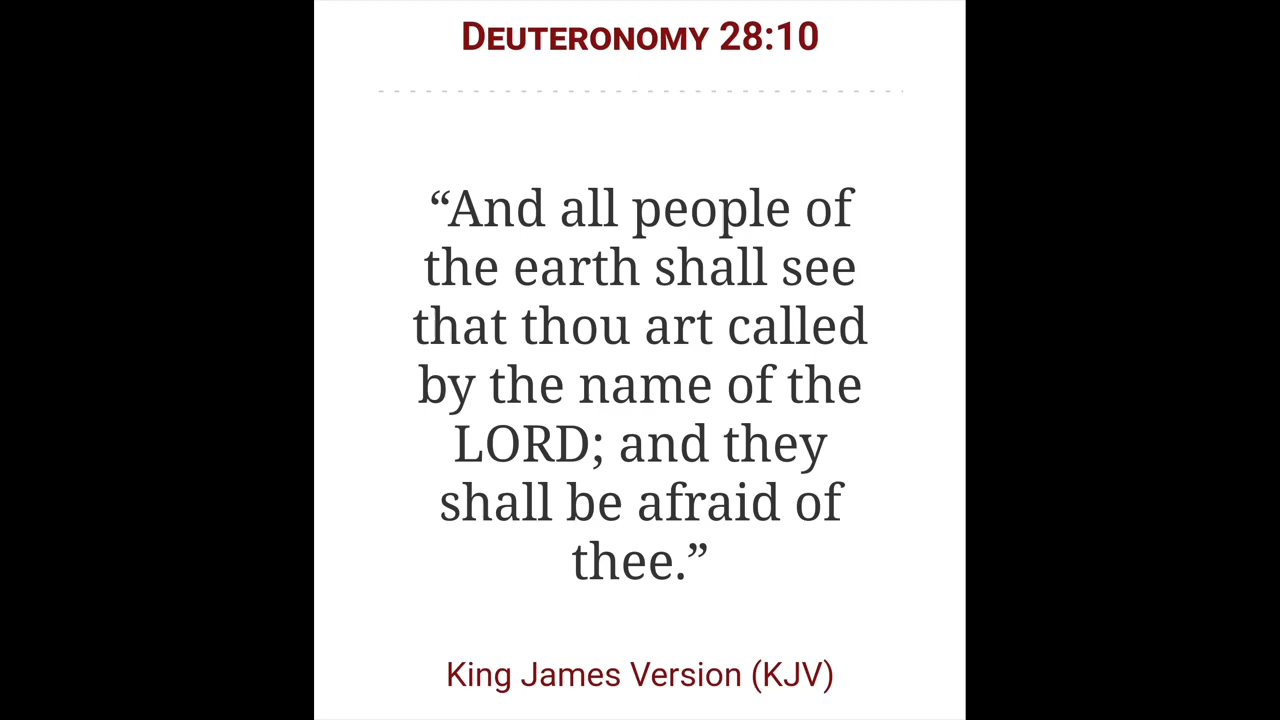 DEUTERONOMY 28:10
“And all people of
the earth shall see
that thou art called
by the name of the
LORD; and they
shall be afraid of
thee.”
King James Version (KJV)